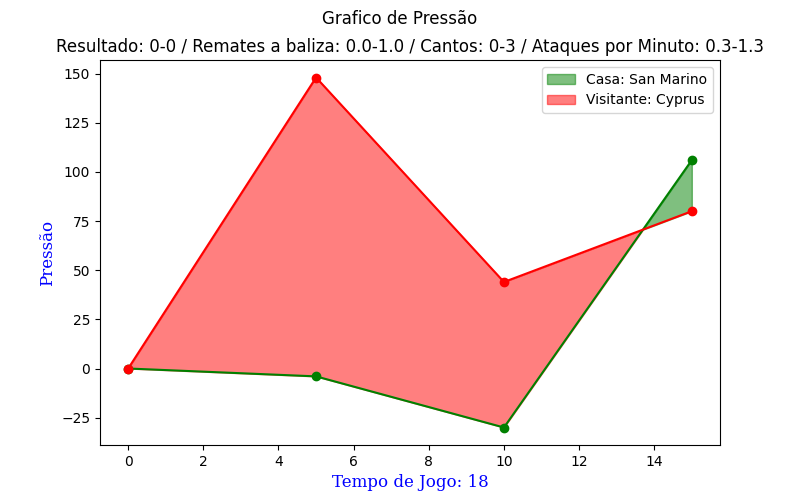 Grafico de Pressão
Resultado: 0-0 / Remates a baliza: 0.0-1.0 / Cantos: 0-3 / Ataques por Minuto: 0.3-1.3
Casa: San Marino
Visitante: Cyprus
150
125
100
75
50
25
0
−25
Pressão
0 2 4 6 8 10 12 14
Tempo de Jogo: 18